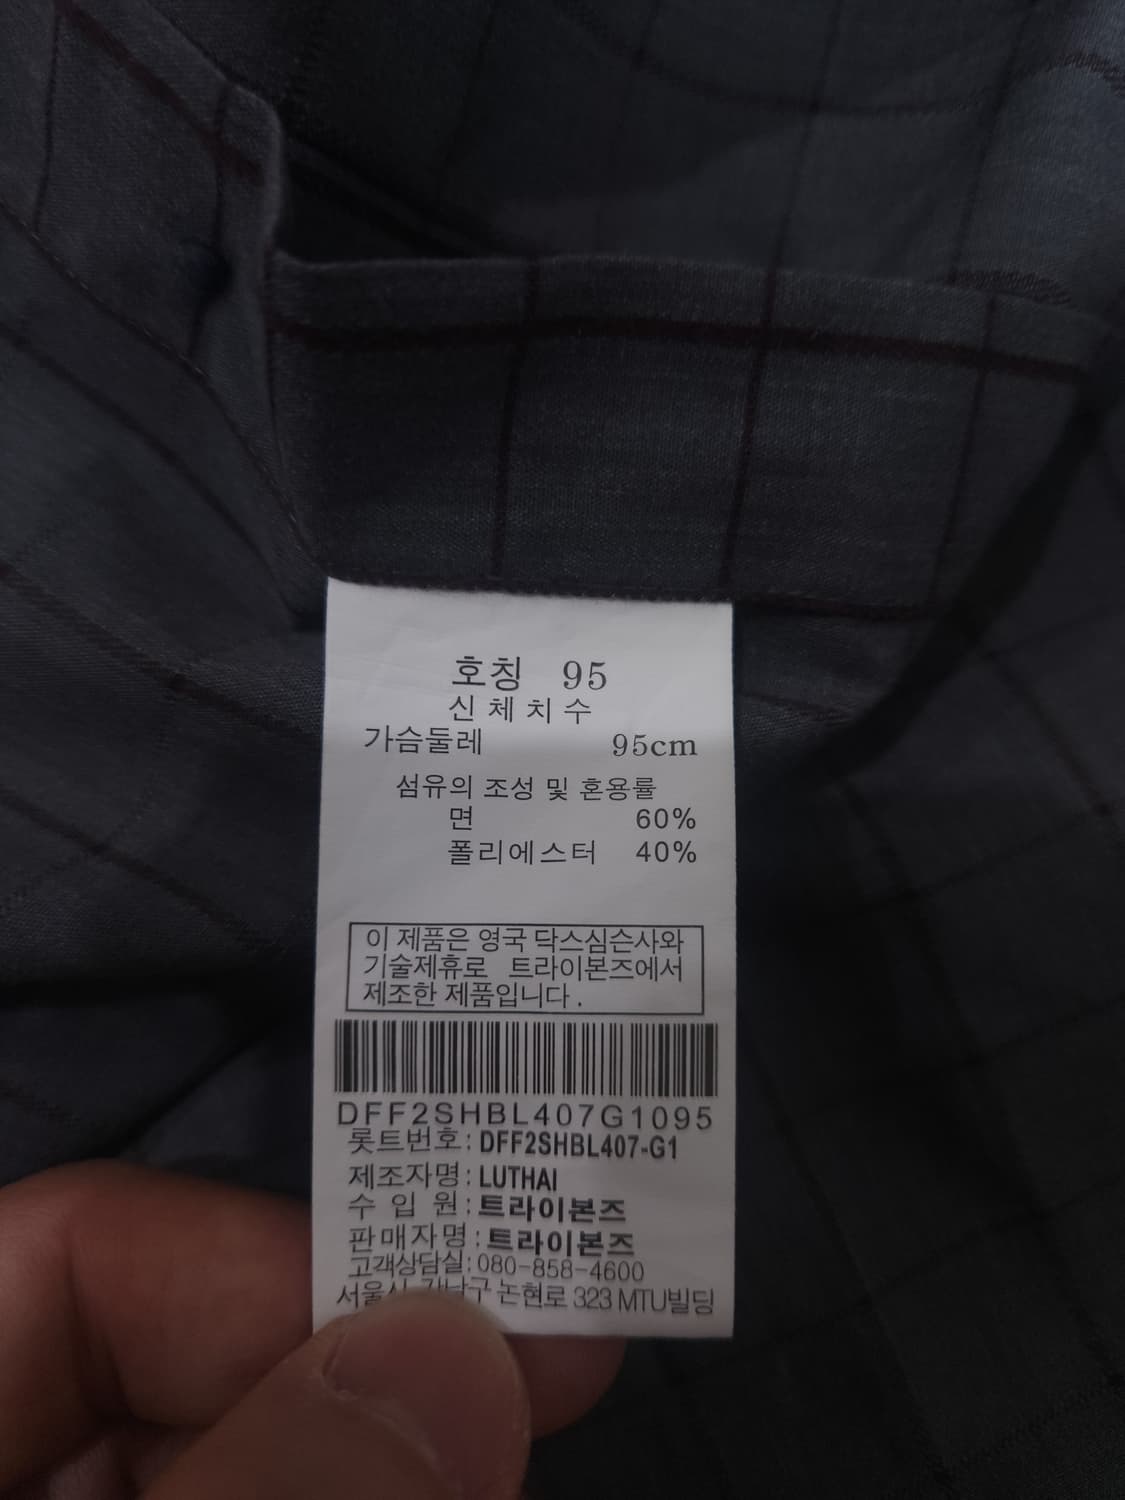 호칭 95
신체치수
가슴둘레 95cm
섬유의 조성 및 혼용률
면 60%
폴리에스터 40%
이 제품은 영국 닥스심슨사와
기술제휴로 트라이본즈에서
제조한 제품입니다.
DFF2SHBL407G1095
롯트번호: DFF2SHBL407-G1
제조자명: LUTHAI
수 입 원: 트라이본즈
판매자명: 트라이본즈
고객상담실: 080-858-4600
논현로 323 MTU빌딩